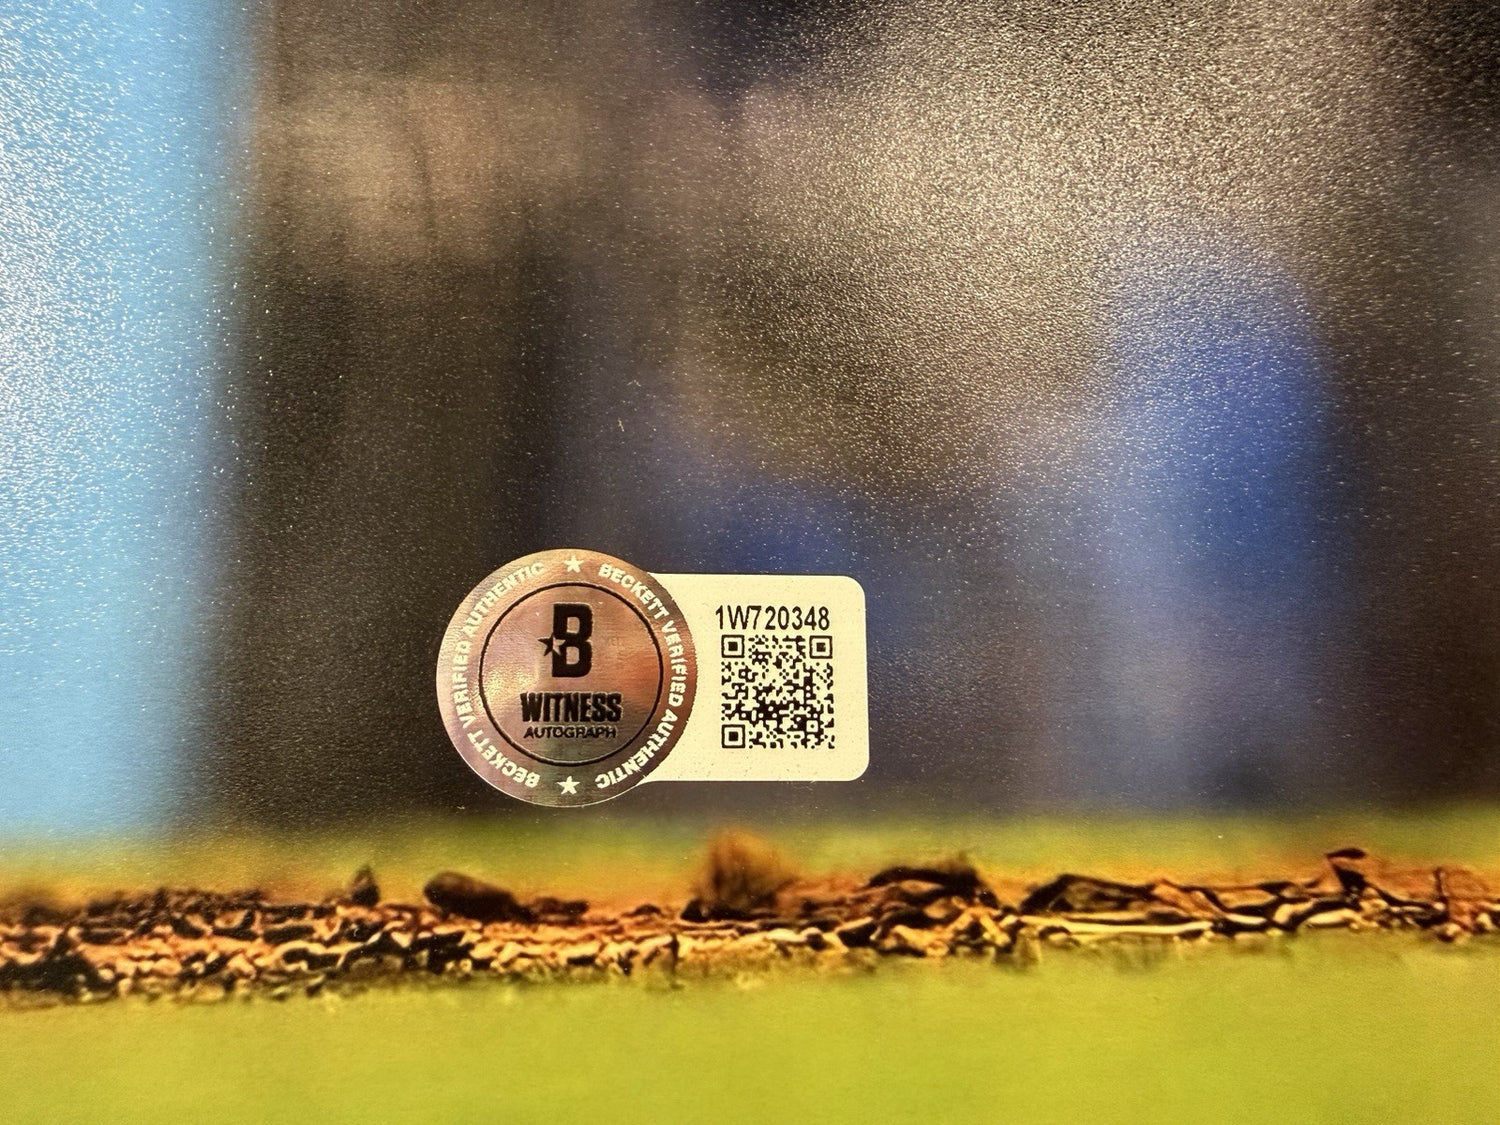 BECKETT VERIFIED AUTHENTIC ★ BECKETT VERIFIED AUTHENTIC ★
B
WITNESS
AUTOGRAPH
1W720348